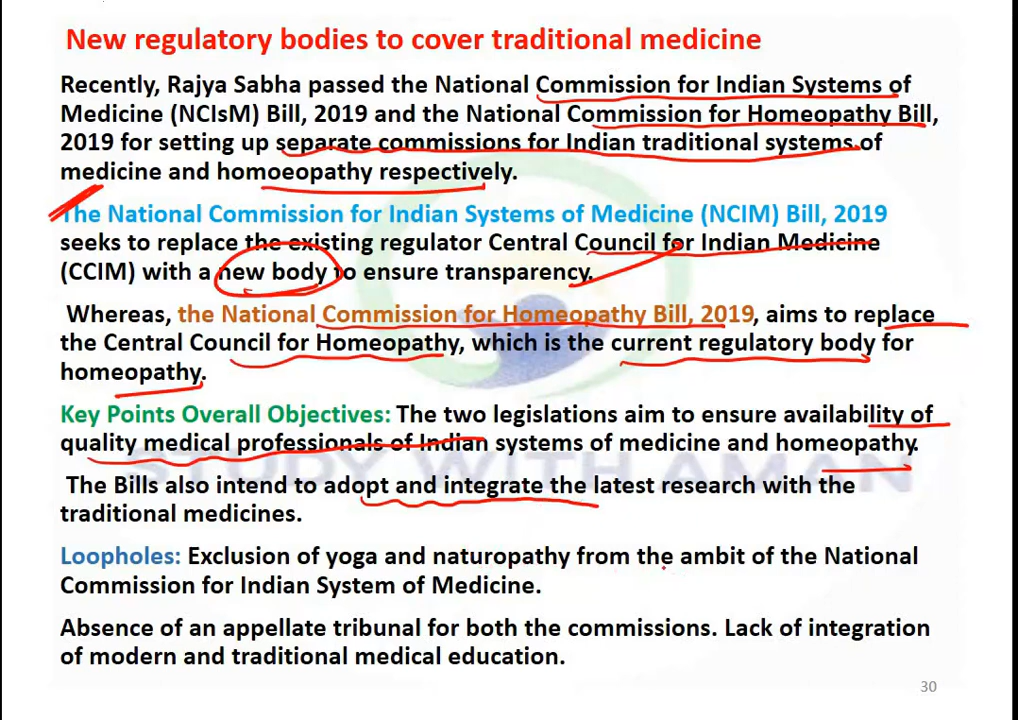 New regulatory bodies to cover traditional medicine
Recently, Rajya Sabha passed the National Commission for Indian Systems of
Medicine (NCIsM) Bill, 2019 and the National Commission for Homeopathy Bill,
2019 for setting up separate commissions for Indian traditional systems of
medicine and homoeopathy respectively.
The National Commission for Indian Systems of Medicine (NCIM) Bill, 2019
seeks to replace the existing regulator Central Council for Indian Medicine
(CCIM) with a new body to ensure transparency.
Whereas, the National Commission for Homeopathy Bill, 2019, aims to replace
the Central Council for Homeopathy, which is the current regulatory body for
homeopathy.
Key Points Overall Objectives: The two legislations aim to ensure availability of
quality medical professionals of Indian systems of medicine and homeopathy.
STUDY WITH AMAN
The Bills also intend to adopt and integrate the latest research with the
traditional medicines.
Loopholes: Exclusion of yoga and naturopathy from the ambit of the National
Commission for Indian System of Medicine.
Absence of an appellate tribunal for both the commissions. Lack of integration
of modern and traditional medical education.
30